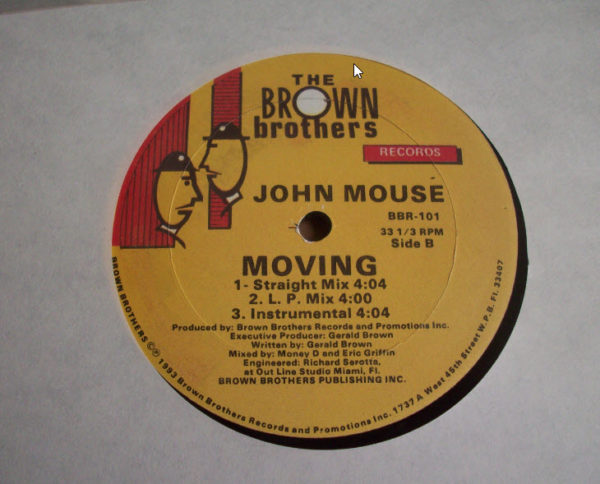 THE
BROWN
brothers
RECORDS
JOHN MOUSE
BBR-101
33 1/3 RPM
Side B
MOVING
1- Straight Mix 4:04
2. L. P. Mix 4:00
3. Instrumental 4:04
Produced by: Brown Brothers Records and Promotions Inc.
Executive Producer: Gerald Brown
Written by: Gerald Brown
Mixed by: Money D and Eric Griffin
Engineered: Richard Serotta,
at Out Line Studio Miami, Fl.
BROWN BROTHERS PUBLISHING INC.
BROWN BROTHERS ©℗ 1993 Brown Brothers Records and Promotions Inc. 1737 A West 45th Street W. P. B. Fl. 33407